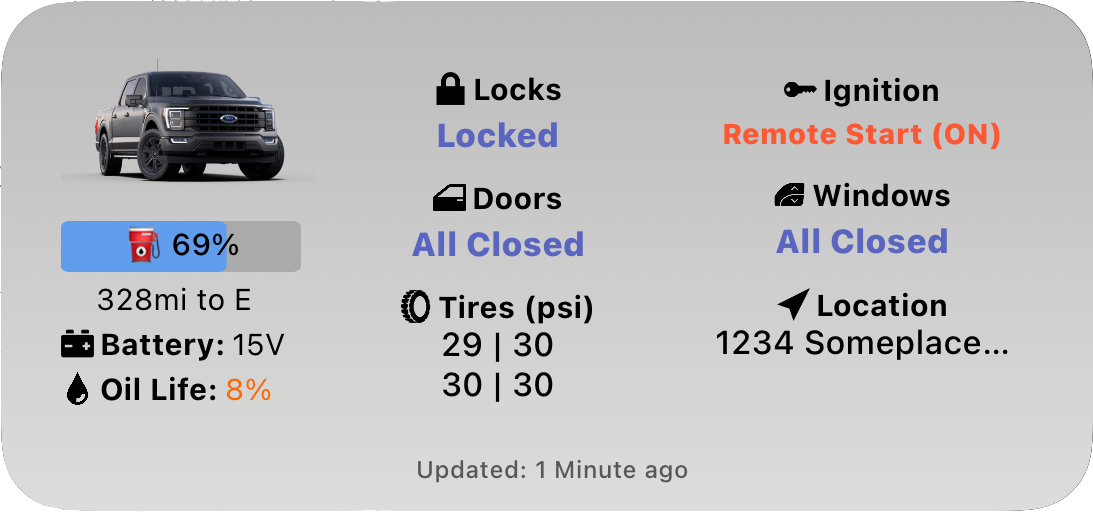 69%
328mi to E
Battery: 15V
Oil Life: 8%
Locks
Locked
Doors
All Closed
Tires (psi)
29 | 30
30 | 30
Ignition
Remote Start (ON)
Windows
All Closed
Location
1234 Someplace...
Updated: 1 Minute ago